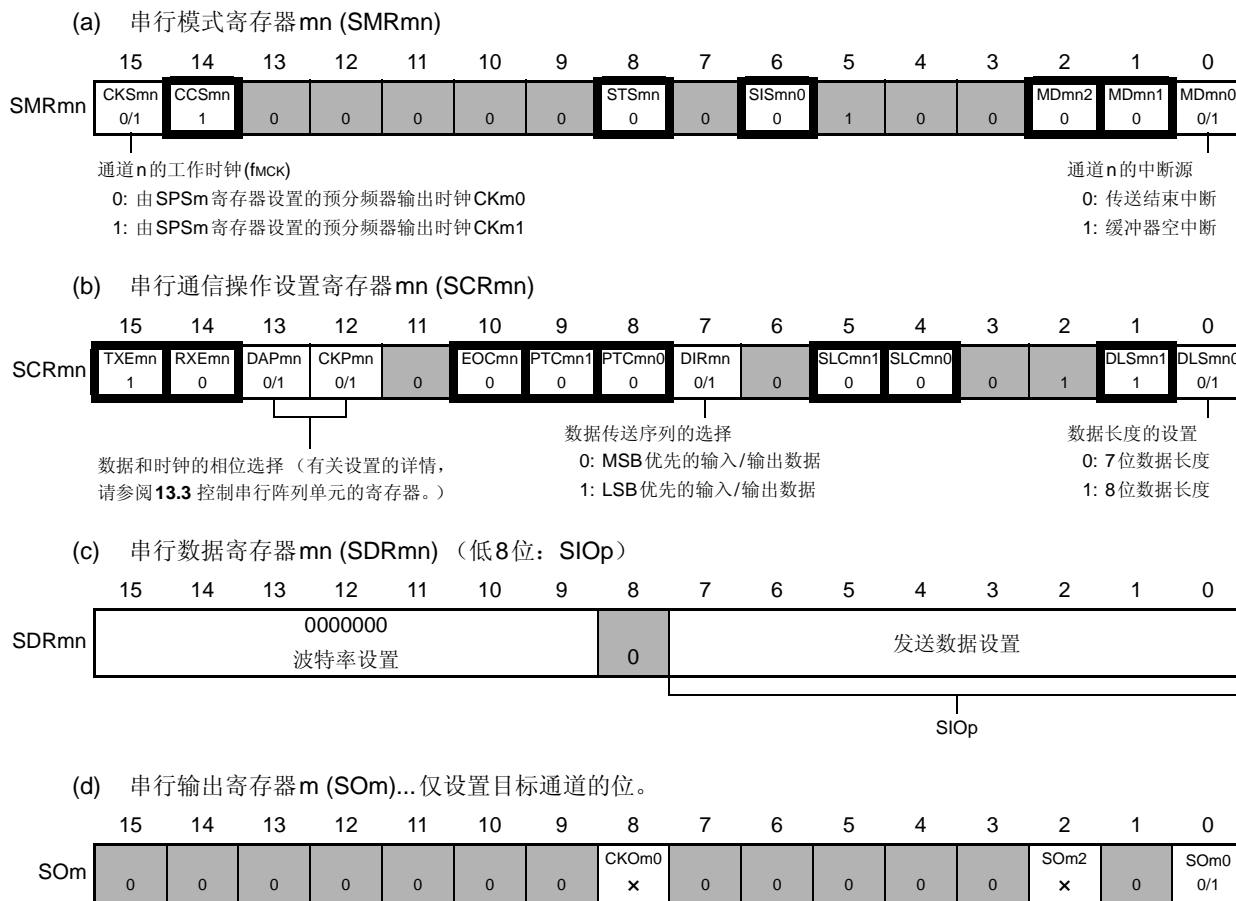 (a) 串行模式寄存器mn (SMRmn)
15 14 13 12 11 10 9 8 7 6 5 4 3 2 1 0
SMRmn
CKSmn CCSmn STSmn SISmn0 MDmn2 MDmn1 MDmn0
0/1 1 0 0 0 0 0 0 0 0 1 0 0 0 0 0/1
通道n的工作时钟(fMCK)
0: 由SPSm寄存器设置的预分频器输出时钟CKm0
1: 由SPSm寄存器设置的预分频器输出时钟CKm1
通道n的中断源
0: 传送结束中断
1: 缓冲器空中断
(b) 串行通信操作设置寄存器mn (SCRmn)
15 14 13 12 11 10 9 8 7 6 5 4 3 2 1 0
SCRmn
TXEmn RXEmn DAPmn CKPmn EOCmn PTCmn1 PTCmn0 DIRmn SLCmn1 SLCmn0 DLSmn1 DLSmn0
1 0 0/1 0/1 0 0 0 0 0/1 0 0 0 0 1 1 0/1
数据和时钟的相位选择 （有关设置的详情，
请参阅13.3 控制串行阵列单元的寄存器。）
数据传送序列的选择
0: MSB优先的输入/输出数据
1: LSB优先的输入/输出数据
数据长度的设置
0: 7位数据长度
1: 8位数据长度
(c) 串行数据寄存器mn (SDRmn) （低8位：SIOp）
15 14 13 12 11 10 9 8 7 6 5 4 3 2 1 0
SDRmn
0000000
波特率设置
0
发送数据设置
SIOp
(d) 串行输出寄存器m (SOm)...仅设置目标通道的位。
15 14 13 12 11 10 9 8 7 6 5 4 3 2 1 0
SOm
CKOm0 SOm2 SOm0
0 0 0 0 0 0 0 × 0 0 0 0 0 × 0 0/1